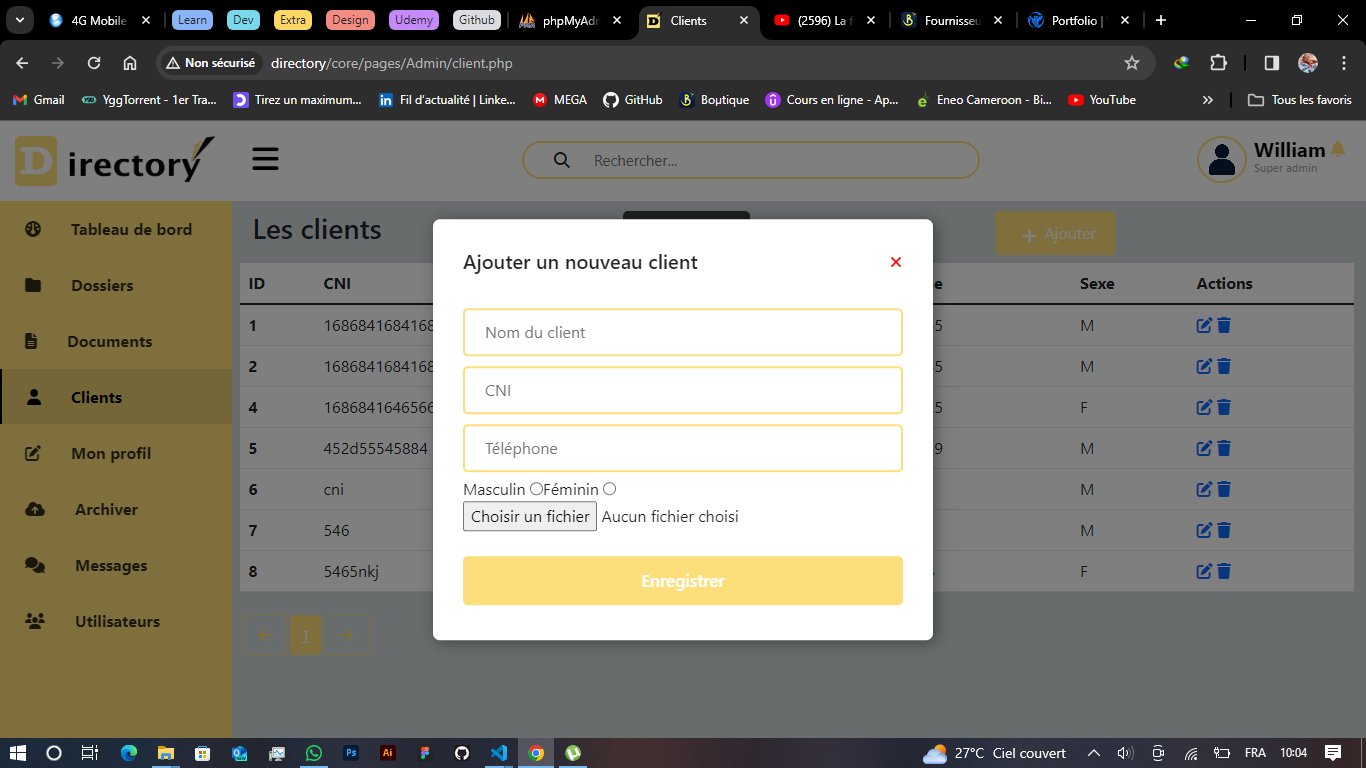 4G Mobile
Learn
Dev
Extra
Design
Udemy
Github
phpMyAdr
Clients
(2596) La f
Fournisseu
Portfolio |
Non sécurisé
directory/core/pages/Admin/client.php
Gmail
YggTorrent - 1er Tra...
Tirez un maximum...
Fil d'actualité | Linke...
MEGA
GitHub
Boutique
Cours en ligne - Ap...
Eneo Cameroon - Bi...
YouTube
Tous les favoris
Directory
Rechercher...
William
Super admin
Tableau de bord
Dossiers
Documents
Clients
Mon profil
Archiver
Messages
Utilisateurs
Les clients
+ Ajouter
ID CNI e Sexe Actions
1 168684168416 5 M
2 168684168416 5 M
4 168684164656 5 F
5 452d55545884 9 M
6 cni M
7 546 M
8 5465nkj F
← 1 →
Ajouter un nouveau client
×
Nom du client
CNI
Téléphone
Masculin Féminin
Choisir un fichier Aucun fichier choisi
Enregistrer
27°C Ciel couvert
FRA
10:04